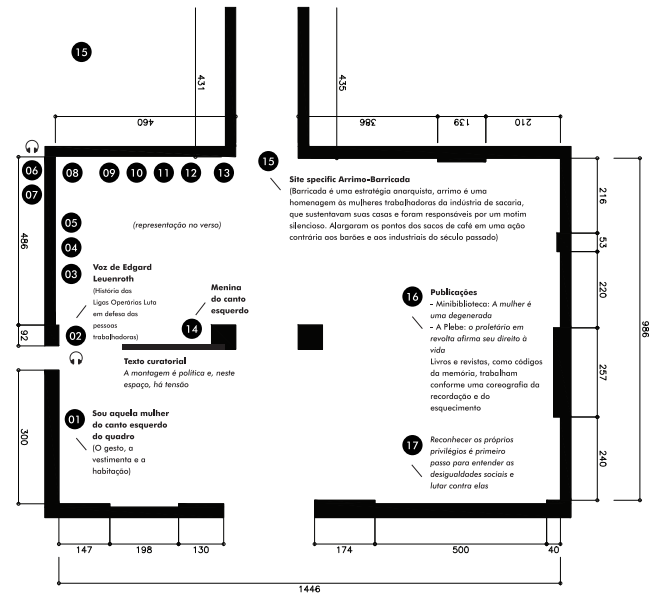 15
431
435
460
386
139
210
06
07
08
09
10
11
12
13
15
Site specific Arrimo-Barricada
(Barricada é uma estratégia anarquista, arrimo é uma
homenagem às mulheres trabalhadoras da indústria de sacaria,
que sustentavam suas casas e foram responsáveis por um motim
silencioso. Alargaram os pontos dos sacos de café em uma ação
contrária aos barões e aos industriais do século passado)
216
53
220
257
240
986
486
92
300
05
04
03
(representação no verso)
Voz de Edgard
Leuenroth
(História das
Ligas Operárias Luta
em defesa das
pessoas
trabalhadoras)
02
Menina
do canto
esquerdo
14
Texto curatorial
A montagem é política e, neste
espaço, há tensão
01
Sou aquela mulher
do canto esquerdo
do quadro
(O gesto, a
vestimenta e a
habitação)
16
Publicações
- Minibiblioteca: A mulher é
uma degenerada
- A Plebe: o proletário em
revolta afirma seu direito à
vida
Livros e revistas, como códigos
da memória, trabalham
conforme uma coreografia da
recordação e do
esquecimento
17
Reconhecer os próprios
privilégios é primeiro
passo para entender as
desigualdades sociais e
lutar contra elas
147
198
130
174
500
40
1446